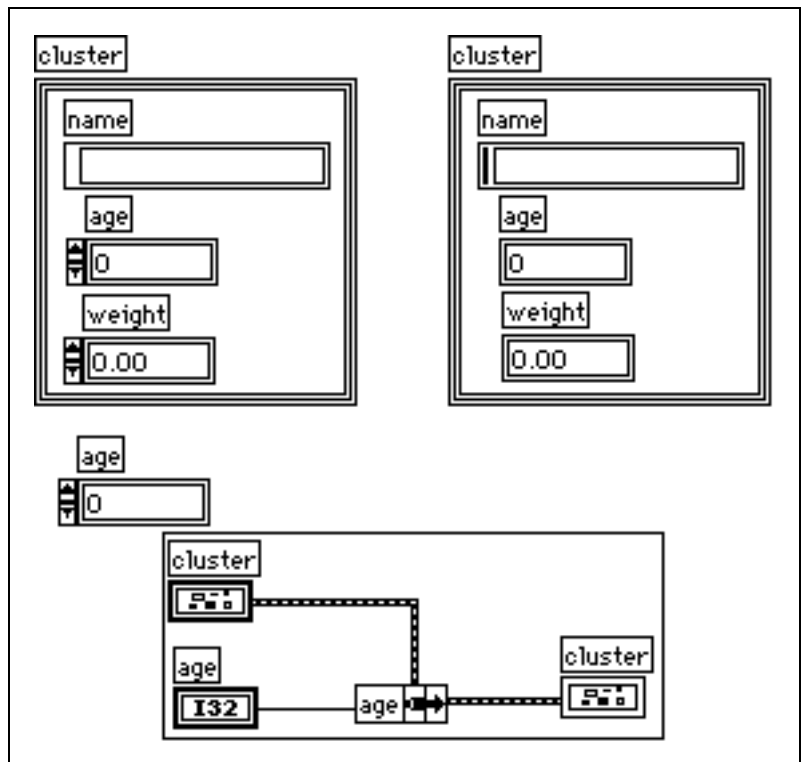 cluster
name
age
0
weight
0.00
cluster
name
age
0
weight
0.00
age
0
cluster
age
I32
age
cluster